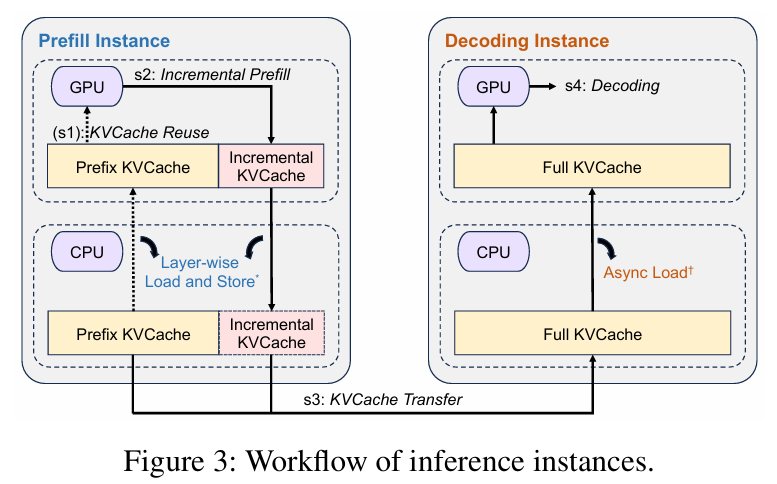 Prefill Instance
GPU
s2: Incremental Prefill
(s1): KVCache Reuse
Prefix KVCache
Incremental
KVCache
CPU
Layer-wise
Load and Store*
Prefix KVCache
Incremental
KVCache
Decoding Instance
GPU
s4: Decoding
Full KVCache
CPU
Async Load†
Full KVCache
s3: KVCache Transfer
Figure 3: Workflow of inference instances.